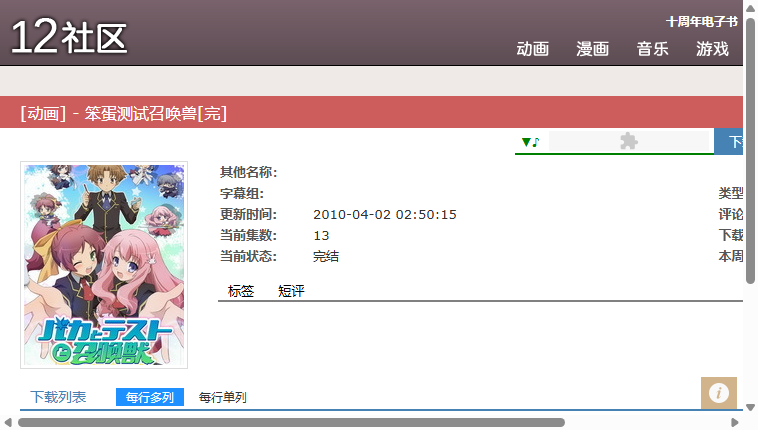 12社区
十周年电子书
动画 漫画 音乐 游戏
[动画] - 笨蛋测试召唤兽[完]
▼♪
其他名称:
字幕组: 类型
更新时间: 2010-04-02 02:50:15 评论
当前集数: 13 下载
当前状态: 完结 本周
标签 短评
バカとテスト
と召喚獣
下载列表 每行多列 每行单列